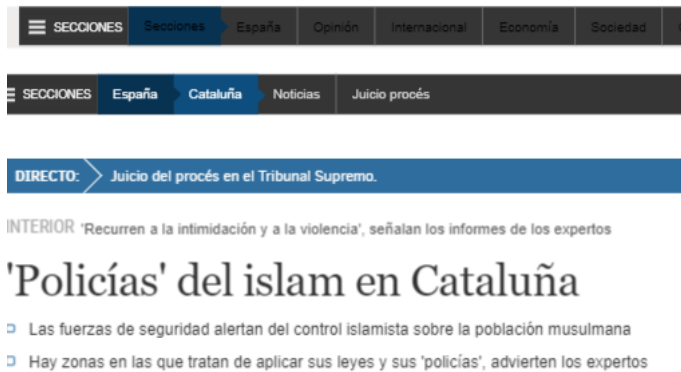 SECCIONES Secciones España Opinión Internacional Economía Sociedad
SECCIONES España Cataluña Noticias Juicio procés
DIRECTO: Juicio del procés en el Tribunal Supremo.
INTERIOR 'Recurren a la intimidación y a la violencia', señalan los informes de los expertos
'Policías' del islam en Cataluña
Las fuerzas de seguridad alertan del control islamista sobre la población musulmana
Hay zonas en las que tratan de aplicar sus leyes y sus 'policías', advierten los expertos